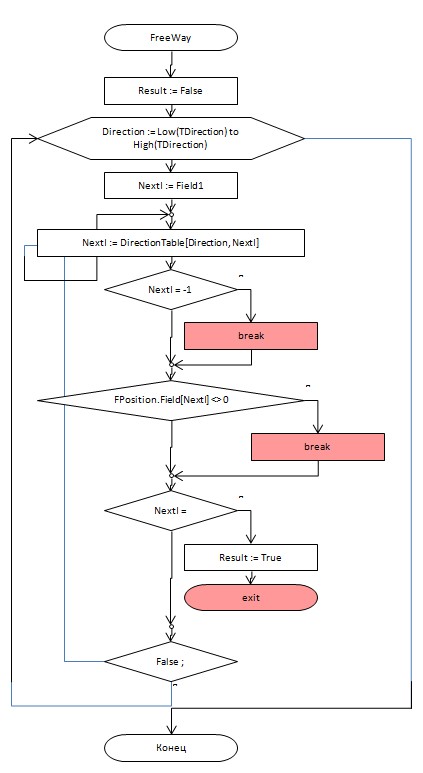 FreeWay
Result := False
Direction := Low(TDirection) to
High(TDirection)
NextI := Field1
NextI := DirectionTable[Direction, NextI]
NextI = -1
break
FPosition.Field[NextI] <> 0
break
NextI =
Result := True
exit
False ;
Конец